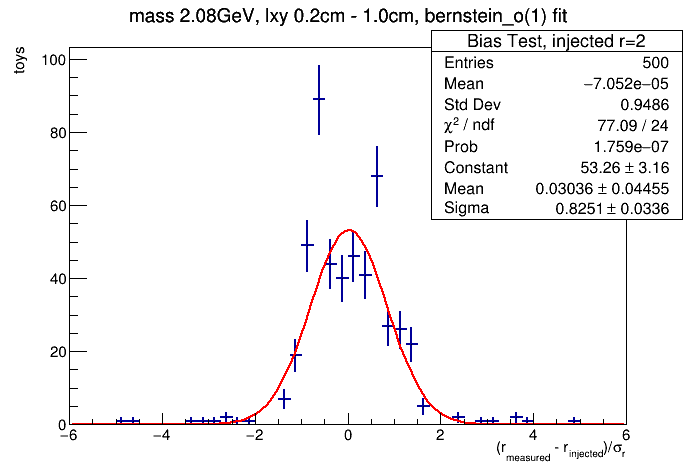 mass 2.08GeV, lxy 0.2cm - 1.0cm, bernstein_o(1) fit
Bias Test, injected r=2
Entries 500
Mean −7.052e−05
Std Dev 0.9486
χ² / ndf 77.09 / 24
Prob 1.759e−07
Constant 53.26 ± 3.16
Mean 0.03036 ± 0.04455
Sigma 0.8251 ± 0.0336
toys
100
80
60
40
20
0
−6 −4 −2 0 2 4 6
(r_measured - r_injected)/σ_r